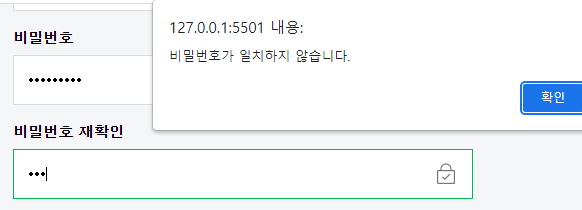 127.0.0.1:5501 내용:
비밀번호가 일치하지 않습니다.
확인
비밀번호
•••••••••
비밀번호 재확인
•••